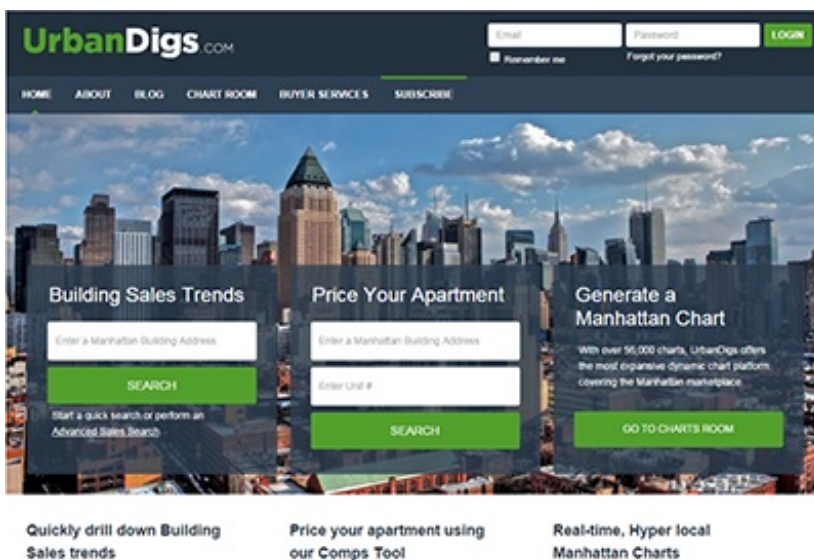 UrbanDigs.COM
Email
Password
LOGIN
Remember me
Forgot your password?
HOME
ABOUT
BLOG
CHART ROOM
BUYER SERVICES
SUBSCRIBE
Building Sales Trends
Enter a Manhattan Building Address
SEARCH
Start a quick search or perform an
Advanced Sales Search
Price Your Apartment
Enter a Manhattan Building Address
Enter Unit #
SEARCH
Generate a
Manhattan Chart
With over 56,000 charts, UrbanDigs offers
the most expansive dynamic chart platform
covering the Manhattan marketplace.
GO TO CHARTS ROOM
Quickly drill down Building
Sales trends
Price your apartment using
our Comps Tool
Real-time, Hyper local
Manhattan Charts